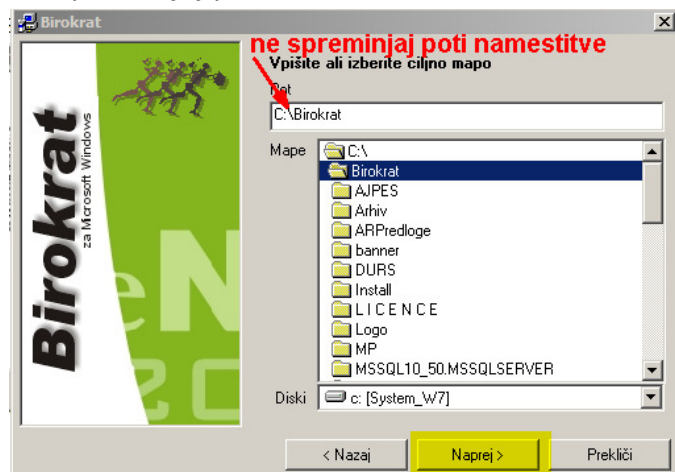 Birokrat
ne spreminjaj poti namestitve
Vpišite ali izberite ciljno mapo
Pot
C:\Birokrat
Mape
C:\
Birokrat
AJPES
Arhiv
ARPredloge
banner
DURS
Install
L I C E N C E
Logo
MP
MSSQL10_50.MSSQLSERVER
Diski
c: [System_W7]
< Nazaj
Naprej >
Prekliči
Birokrat
za Microsoft Windows
eN